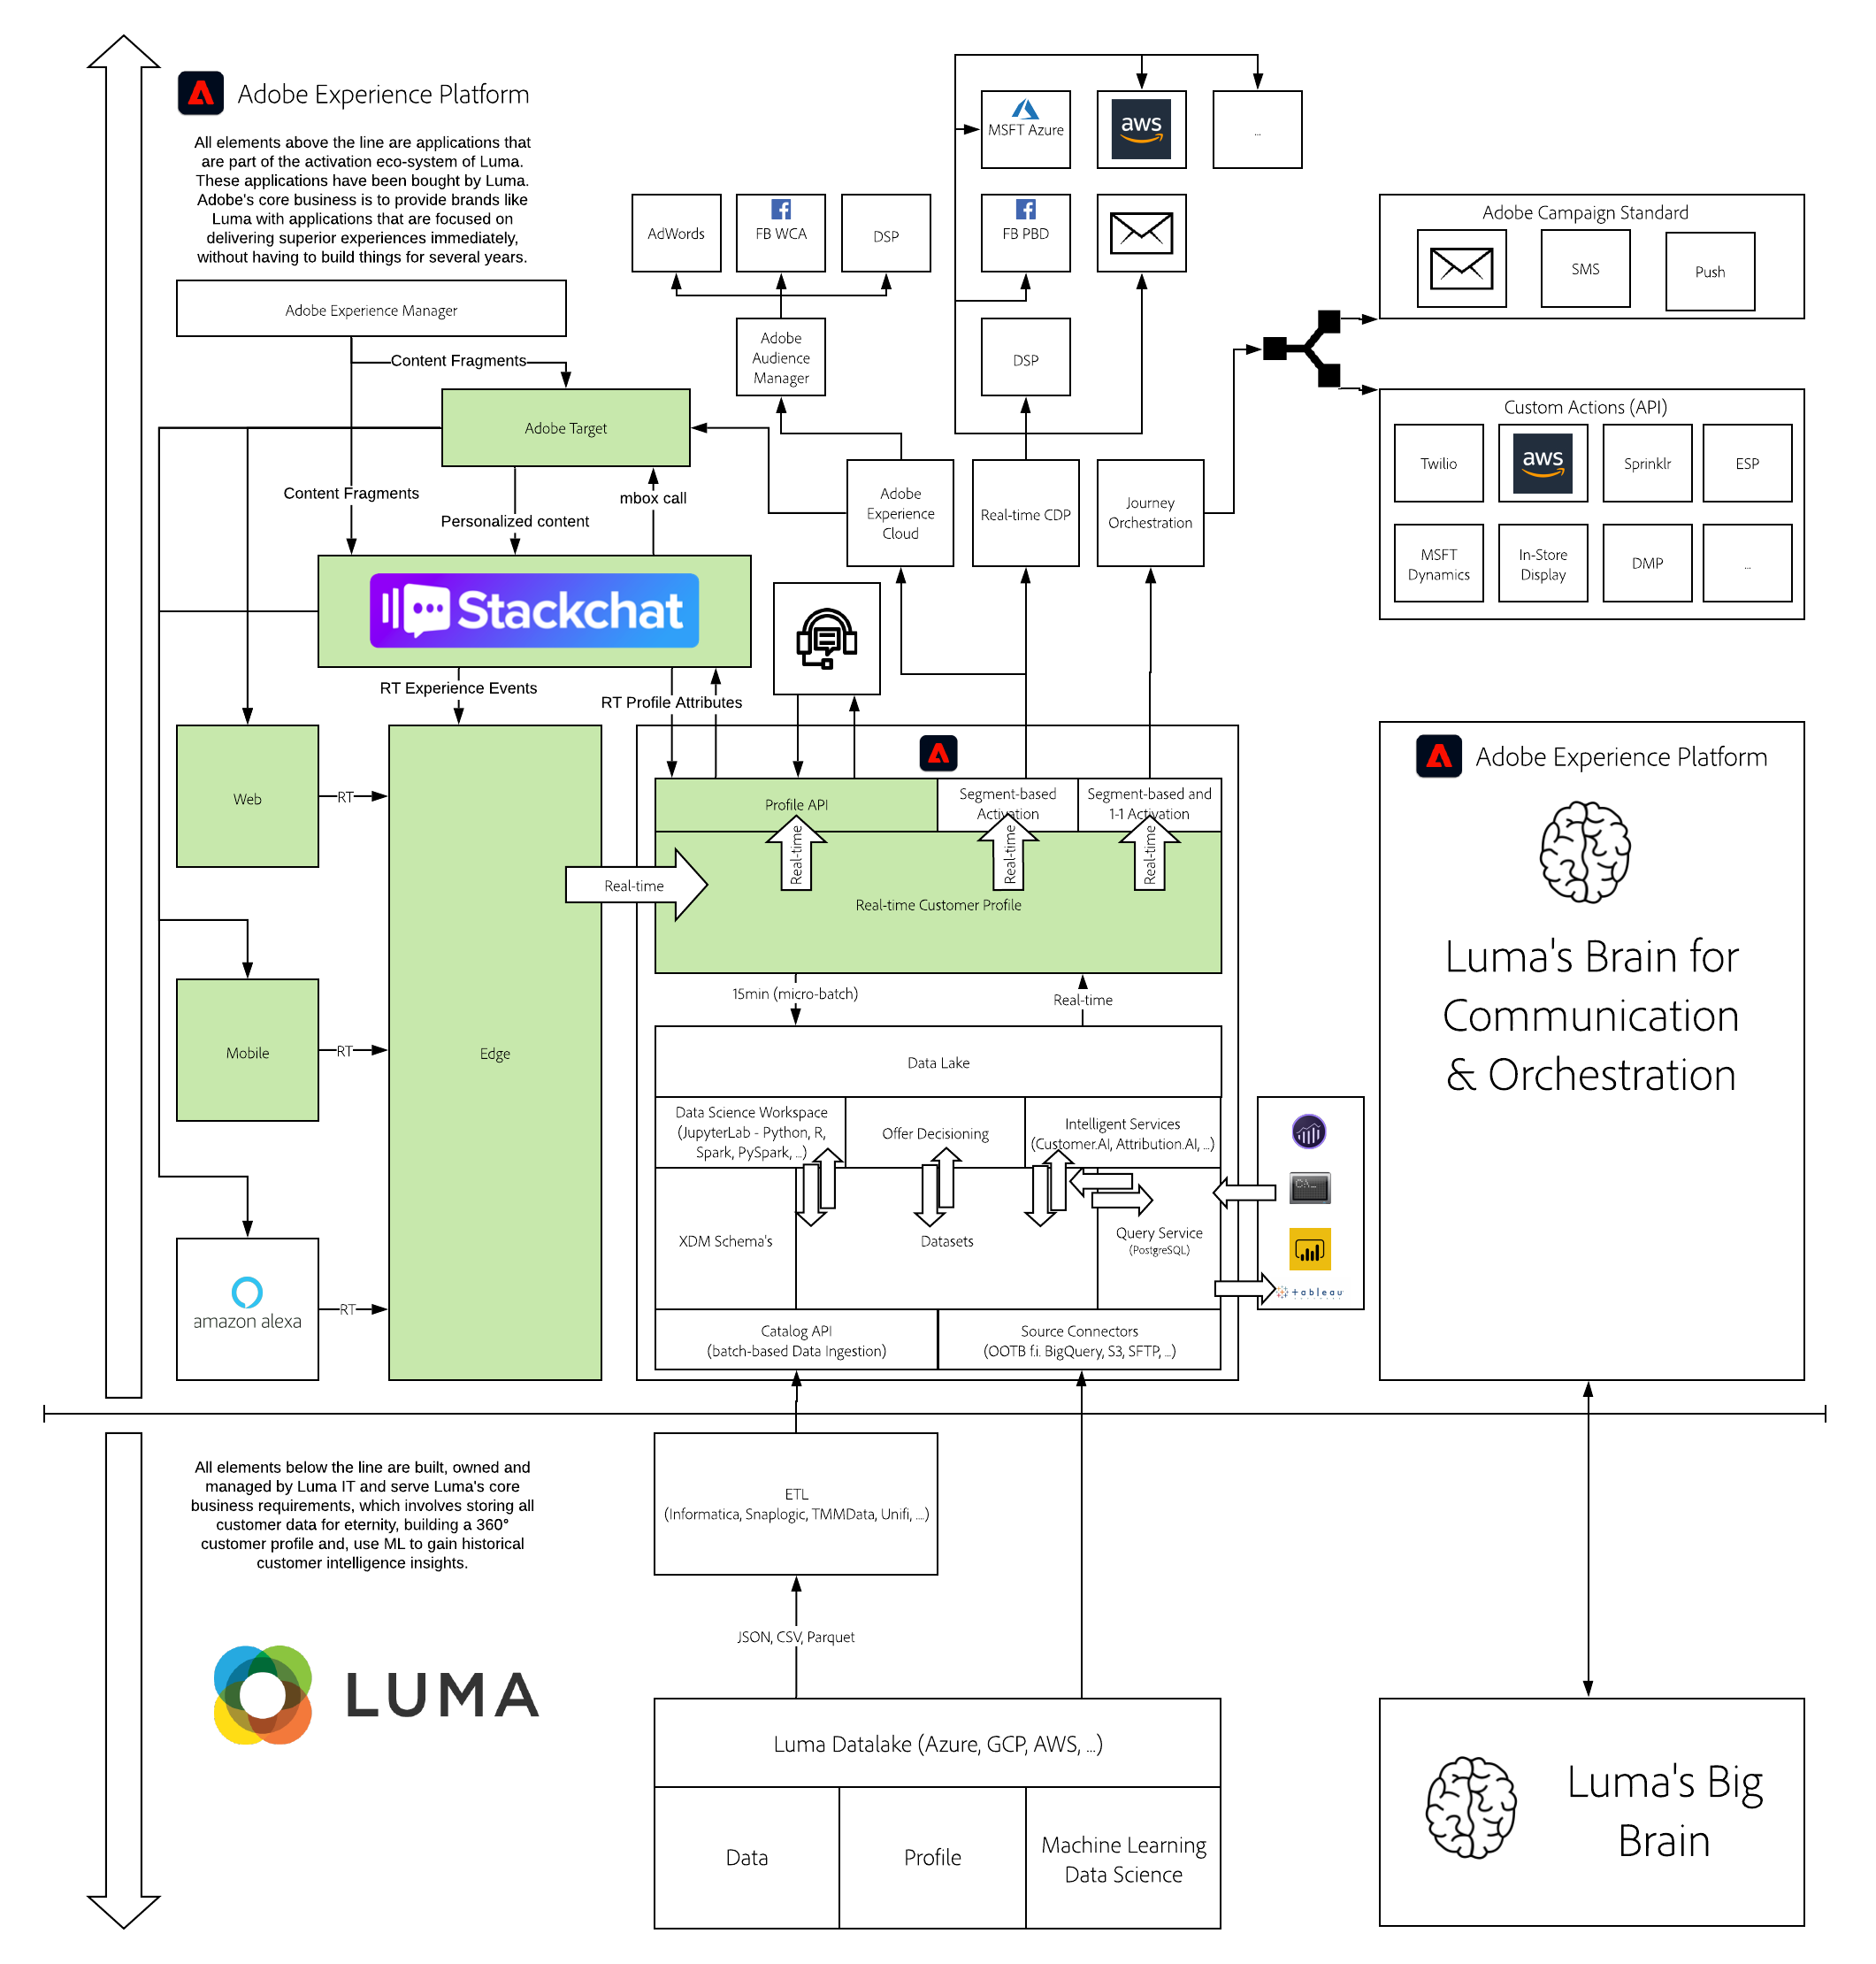 Adobe Experience Platform
All elements above the line are applications that
are part of the activation eco-system of Luma.
These applications have been bought by Luma.
Adobe's core business is to provide brands like
Luma with applications that are focused on
delivering superior experiences immediately,
without having to build things for several years.
MSFT Azure
aws
...
AdWords
FB WCA
DSP
FB PBD
Adobe Campaign Standard
SMS
Push
Adobe Experience Manager
Adobe
Audience
Manager
DSP
Content Fragments
Custom Actions (API)
Adobe Target
Twilio
aws
Sprinklr
ESP
Content Fragments
mbox call
Personalized content
Adobe
Experience
Cloud
Real-time CDP
Journey
Orchestration
MSFT
Dynamics
In-Store
Display
DMP
...
Stackchat
RT Experience Events
RT Profile Attributes
Web
RT
Profile API
Segment-based
Activation
Segment-based and
1-1 Activation
Real-time
Real-time
Real-time
Real-time
Real-time Customer Profile
Adobe Experience Platform
Luma's Brain for
Communication
& Orchestration
15min (micro-batch)
Real-time
Mobile
RT
Edge
Data Lake
Data Science Workspace
(JupyterLab - Python, R,
Spark, PySpark, ...)
Offer Decisioning
Intelligent Services
(Customer.AI, Attribution.AI, ...)
XDM Schema's
Datasets
Query Service
(PostgreSQL)
tableau
amazon alexa
RT
Catalog API
(batch-based Data Ingestion)
Source Connectors
(OOTB f.i. BigQuery, S3, SFTP, ...)
All elements below the line are built, owned and
managed by Luma IT and serve Luma's core
business requirements, which involves storing all
customer data for eternity, building a 360°
customer profile and, use ML to gain historical
customer intelligence insights.
ETL
(Informatica, Snaplogic, TMMData, Unifi, ....)
JSON, CSV, Parquet
LUMA
Luma Datalake (Azure, GCP, AWS, ...)
Data
Profile
Machine Learning
Data Science
Luma's Big
Brain